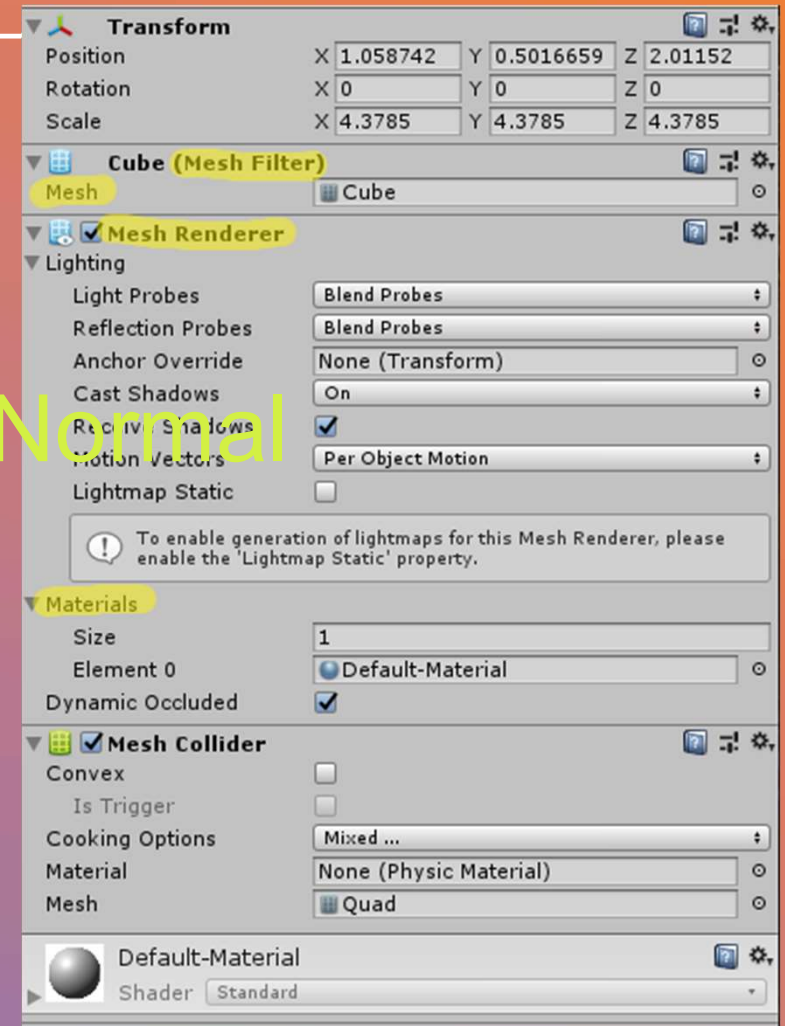 Transform
Position X 1.058742 Y 0.5016659 Z 2.01152
Rotation X 0 Y 0 Z 0
Scale X 4.3785 Y 4.3785 Z 4.3785
Cube (Mesh Filter)
Mesh Cube
Mesh Renderer
Lighting
Light Probes Blend Probes
Reflection Probes Blend Probes
Anchor Override None (Transform)
Cast Shadows On
Normal
Receive Shadows
Motion Vectors Per Object Motion
Lightmap Static
To enable generation of lightmaps for this Mesh Renderer, please
enable the 'Lightmap Static' property.
Materials
Size 1
Element 0 Default-Material
Dynamic Occluded
Mesh Collider
Convex
Is Trigger
Cooking Options Mixed ...
Material None (Physic Material)
Mesh Quad
Default-Material
Shader Standard